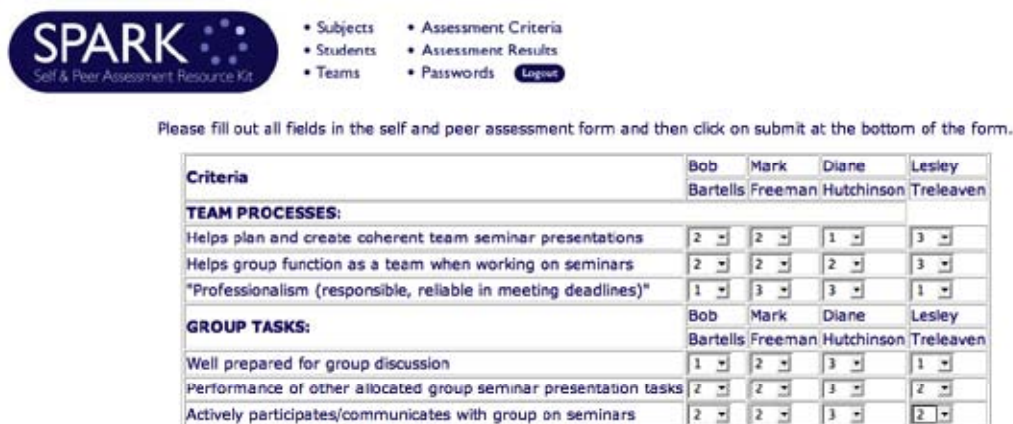 SPARK
Self & Peer Assessment Resource Kit
• Subjects • Assessment Criteria
• Students • Assessment Results
• Teams • Passwords Logout
Please fill out all fields in the self and peer assessment form and then click on submit at the bottom of the form.
Criteria Bob Mark Diane Lesley
Bartells Freeman Hutchinson Treleaven
TEAM PROCESSES:
Helps plan and create coherent team seminar presentations 2 2 1 3
Helps group function as a team when working on seminars 2 2 2 3
"Professionalism (responsible, reliable in meeting deadlines)" 1 3 3 1
GROUP TASKS: Bob Mark Diane Lesley
Bartells Freeman Hutchinson Treleaven
Well prepared for group discussion 1 2 3 1
Performance of other allocated group seminar presentation tasks 2 2 3 2
Actively participates/communicates with group on seminars 2 2 3 2